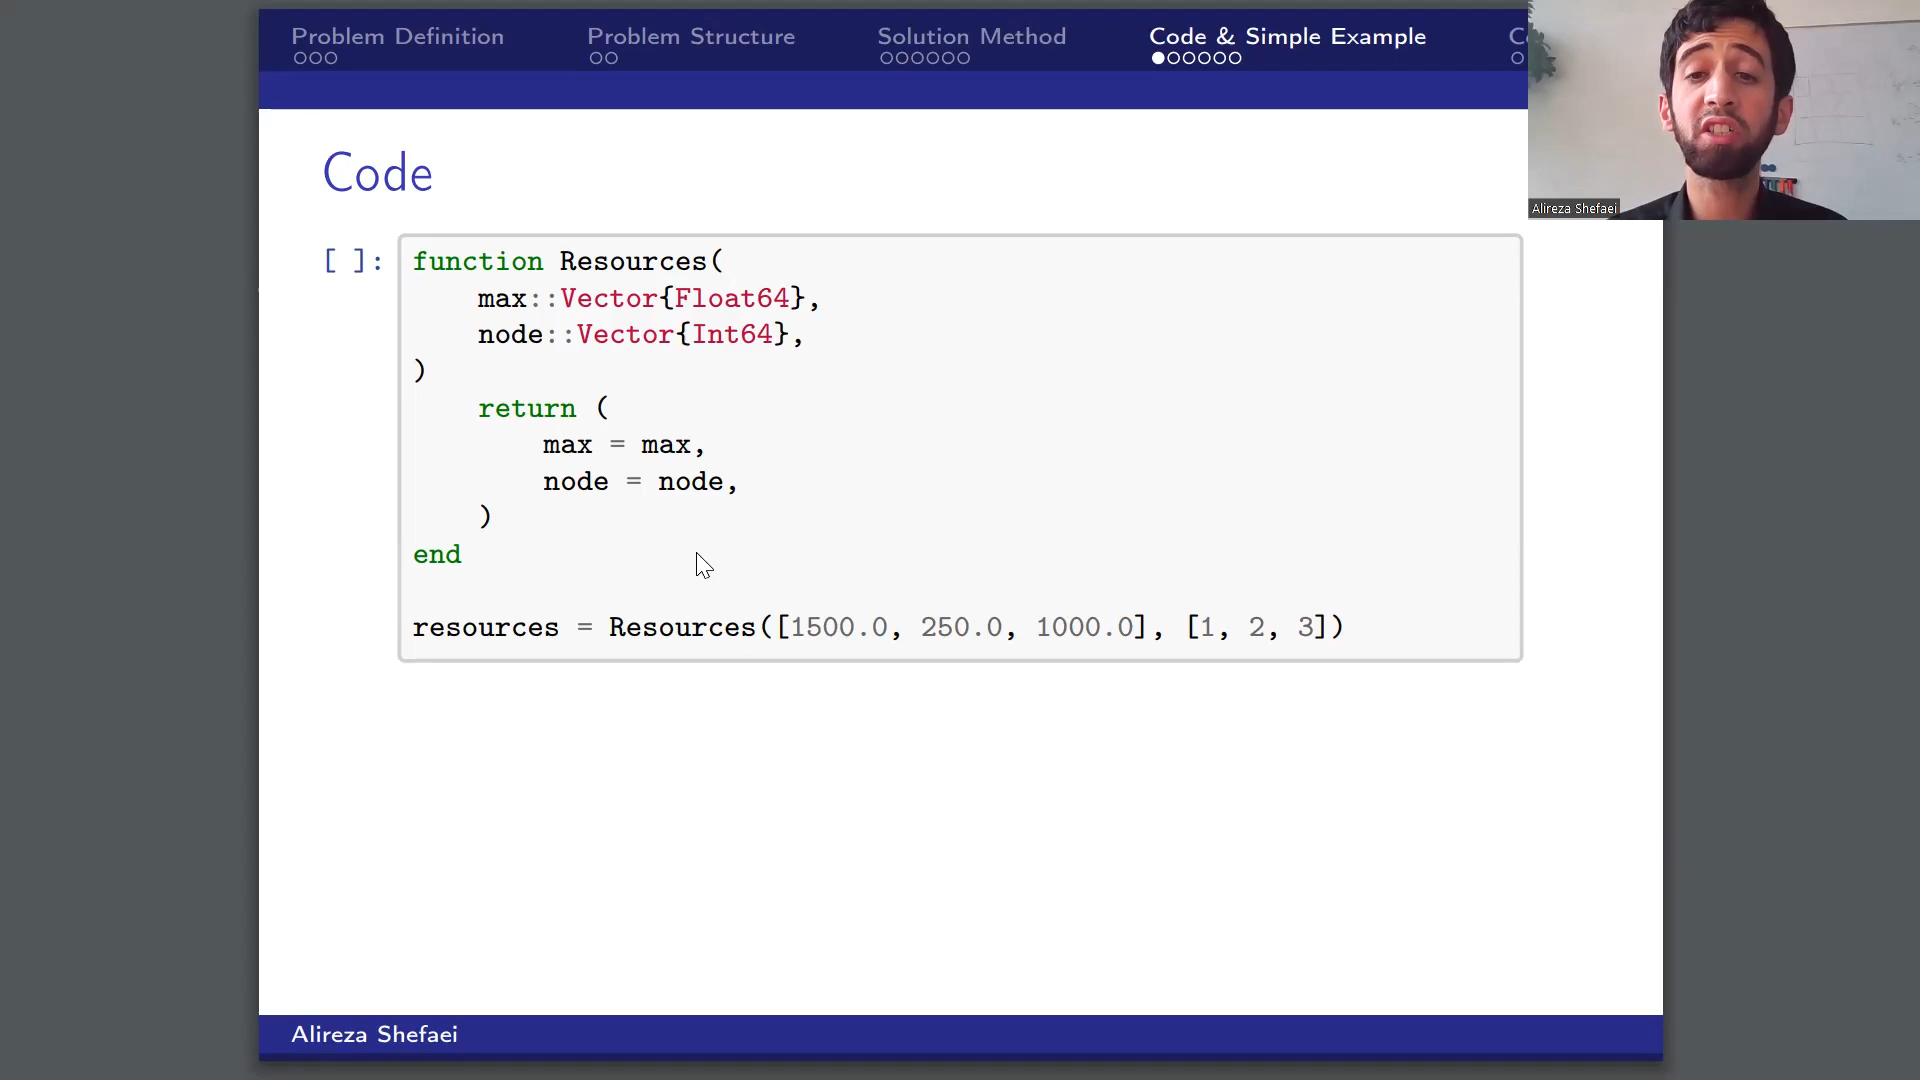 Problem Definition Problem Structure Solution Method Code & Simple Example C
Alireza Shefaei
Code
[ ]:
function Resources(
    max::Vector{Float64},
    node::Vector{Int64},
)
    return (
        max = max,
        node = node,
    )
end
resources = Resources([1500.0, 250.0, 1000.0], [1, 2, 3])
Alireza Shefaei